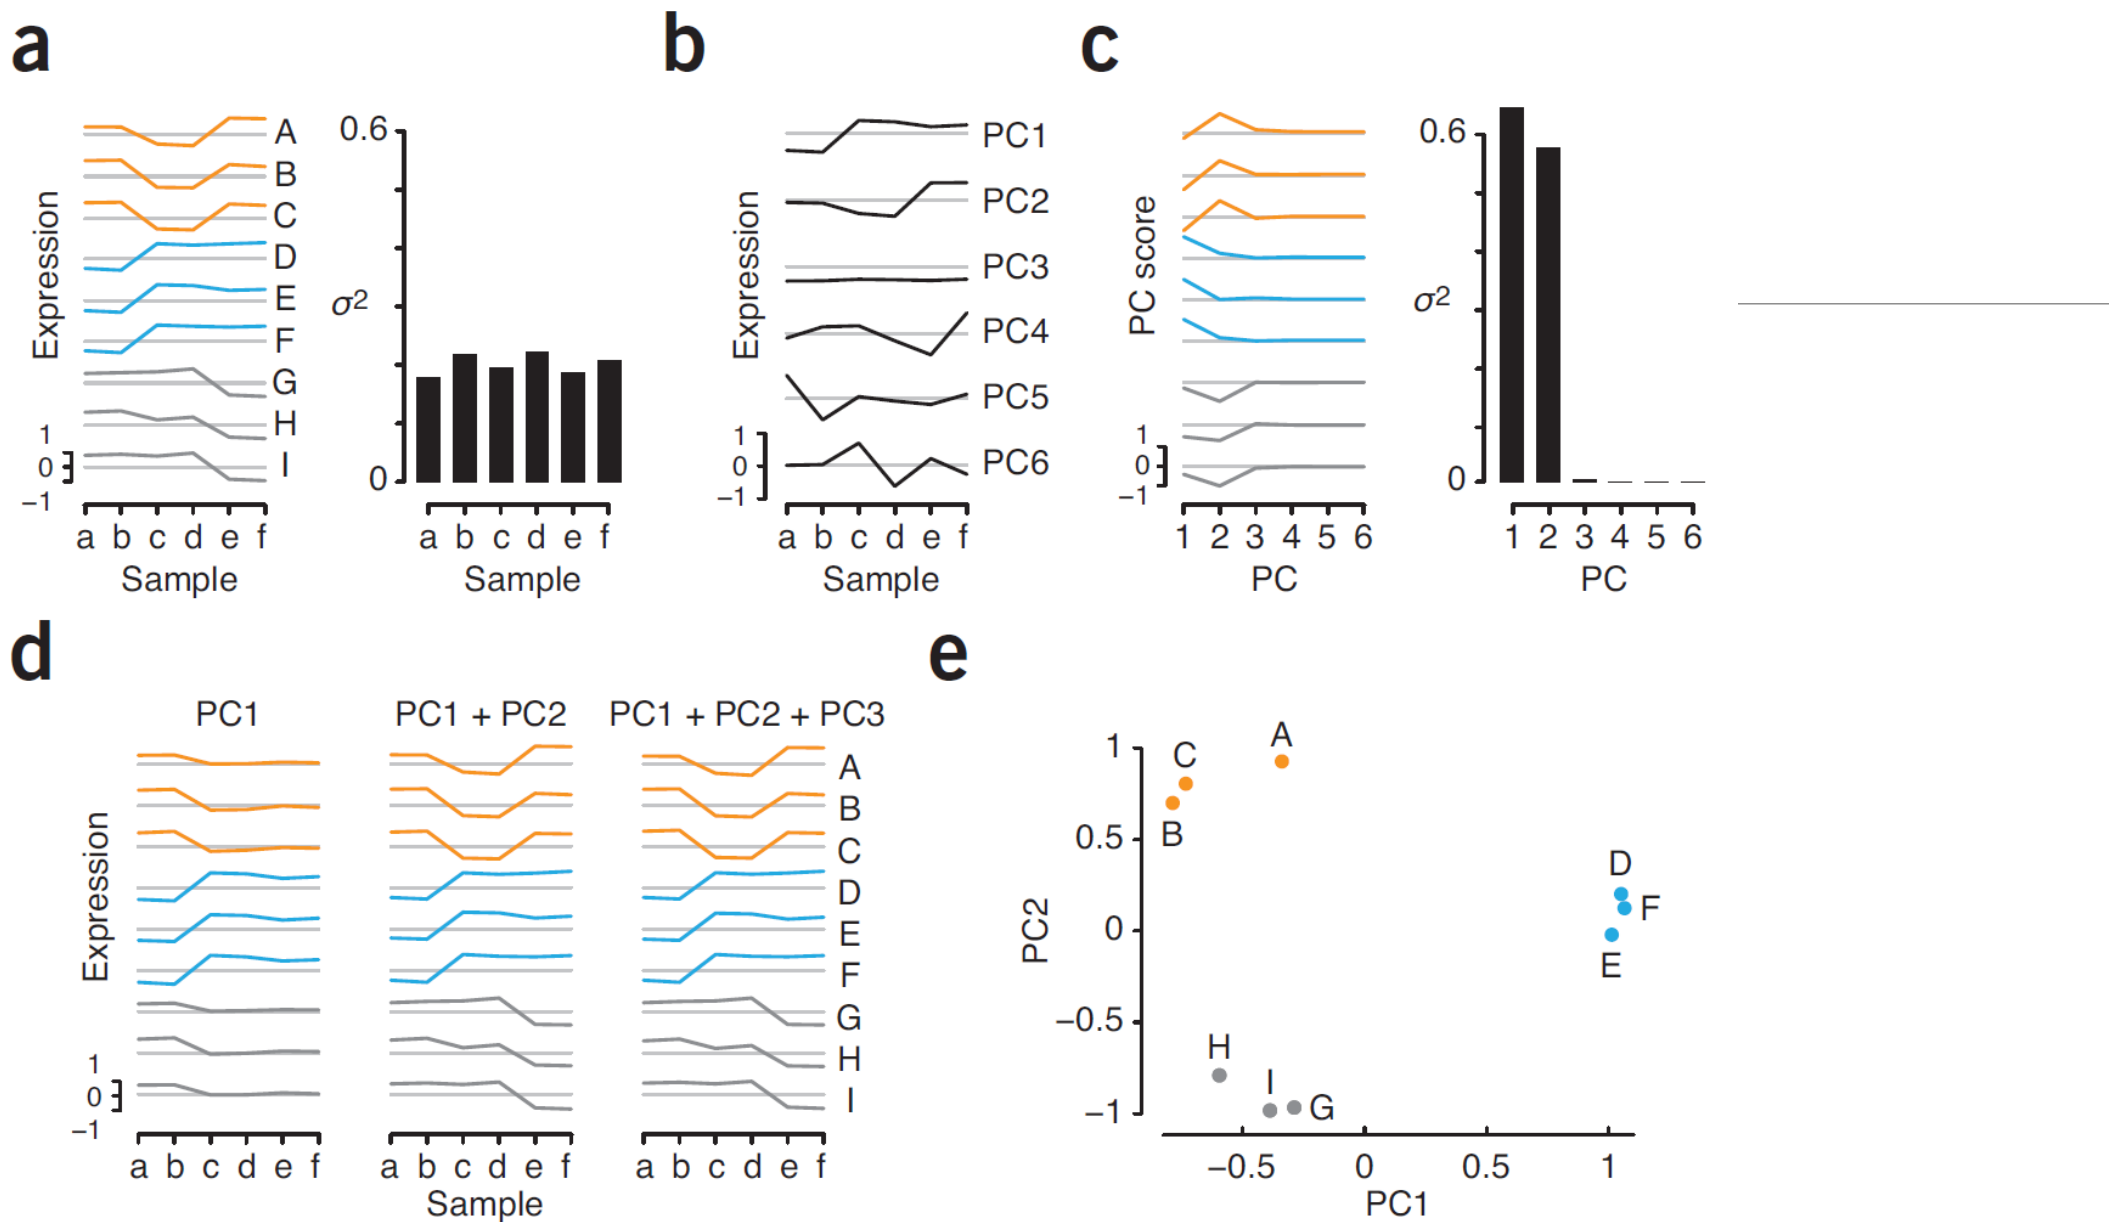 a
A
B
C
D
E
F
G
H
I
Expression
1
0
−1
a b c d e f
Sample
0.6
σ2
0
a b c d e f
Sample
b
PC1
PC2
PC3
PC4
PC5
PC6
Expression
1
0
−1
a b c d e f
Sample
c
PC score
1
0
−1
1 2 3 4 5 6
PC
0.6
σ2
0
1 2 3 4 5 6
PC
d
PC1
PC1 + PC2
PC1 + PC2 + PC3
A
B
C
D
E
F
G
H
I
Expression
1
0
−1
a b c d e f
a b c d e f
a b c d e f
Sample
e
1
0.5
0
−0.5
−1
PC2
C
A
B
D
F
E
H
I
G
−0.5 0 0.5 1
PC1